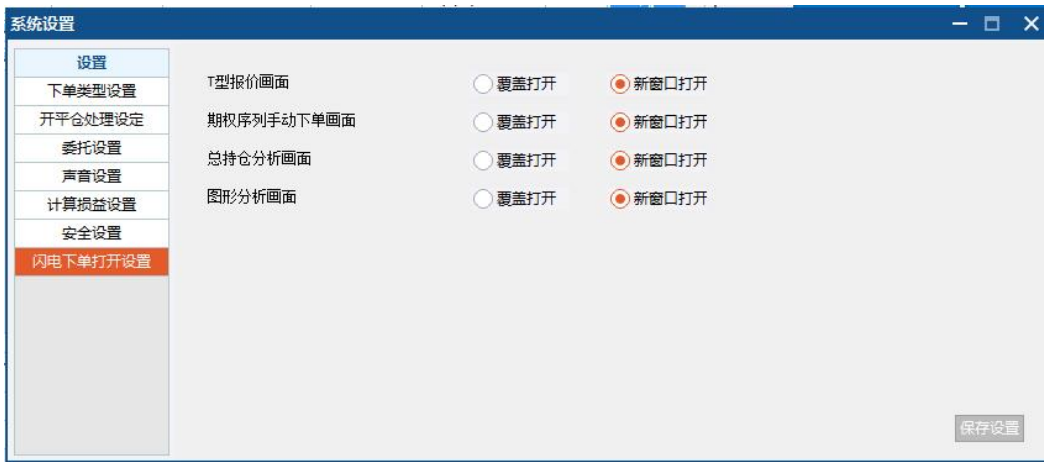 系统设置
设置
下单类型设置
开平仓处理设定
委托设置
声音设置
计算损益设置
安全设置
闪电下单打开设置
T型报价画面 覆盖打开 新窗口打开
期权序列手动下单画面 覆盖打开 新窗口打开
总持仓分析画面 覆盖打开 新窗口打开
图形分析画面 覆盖打开 新窗口打开
保存设置